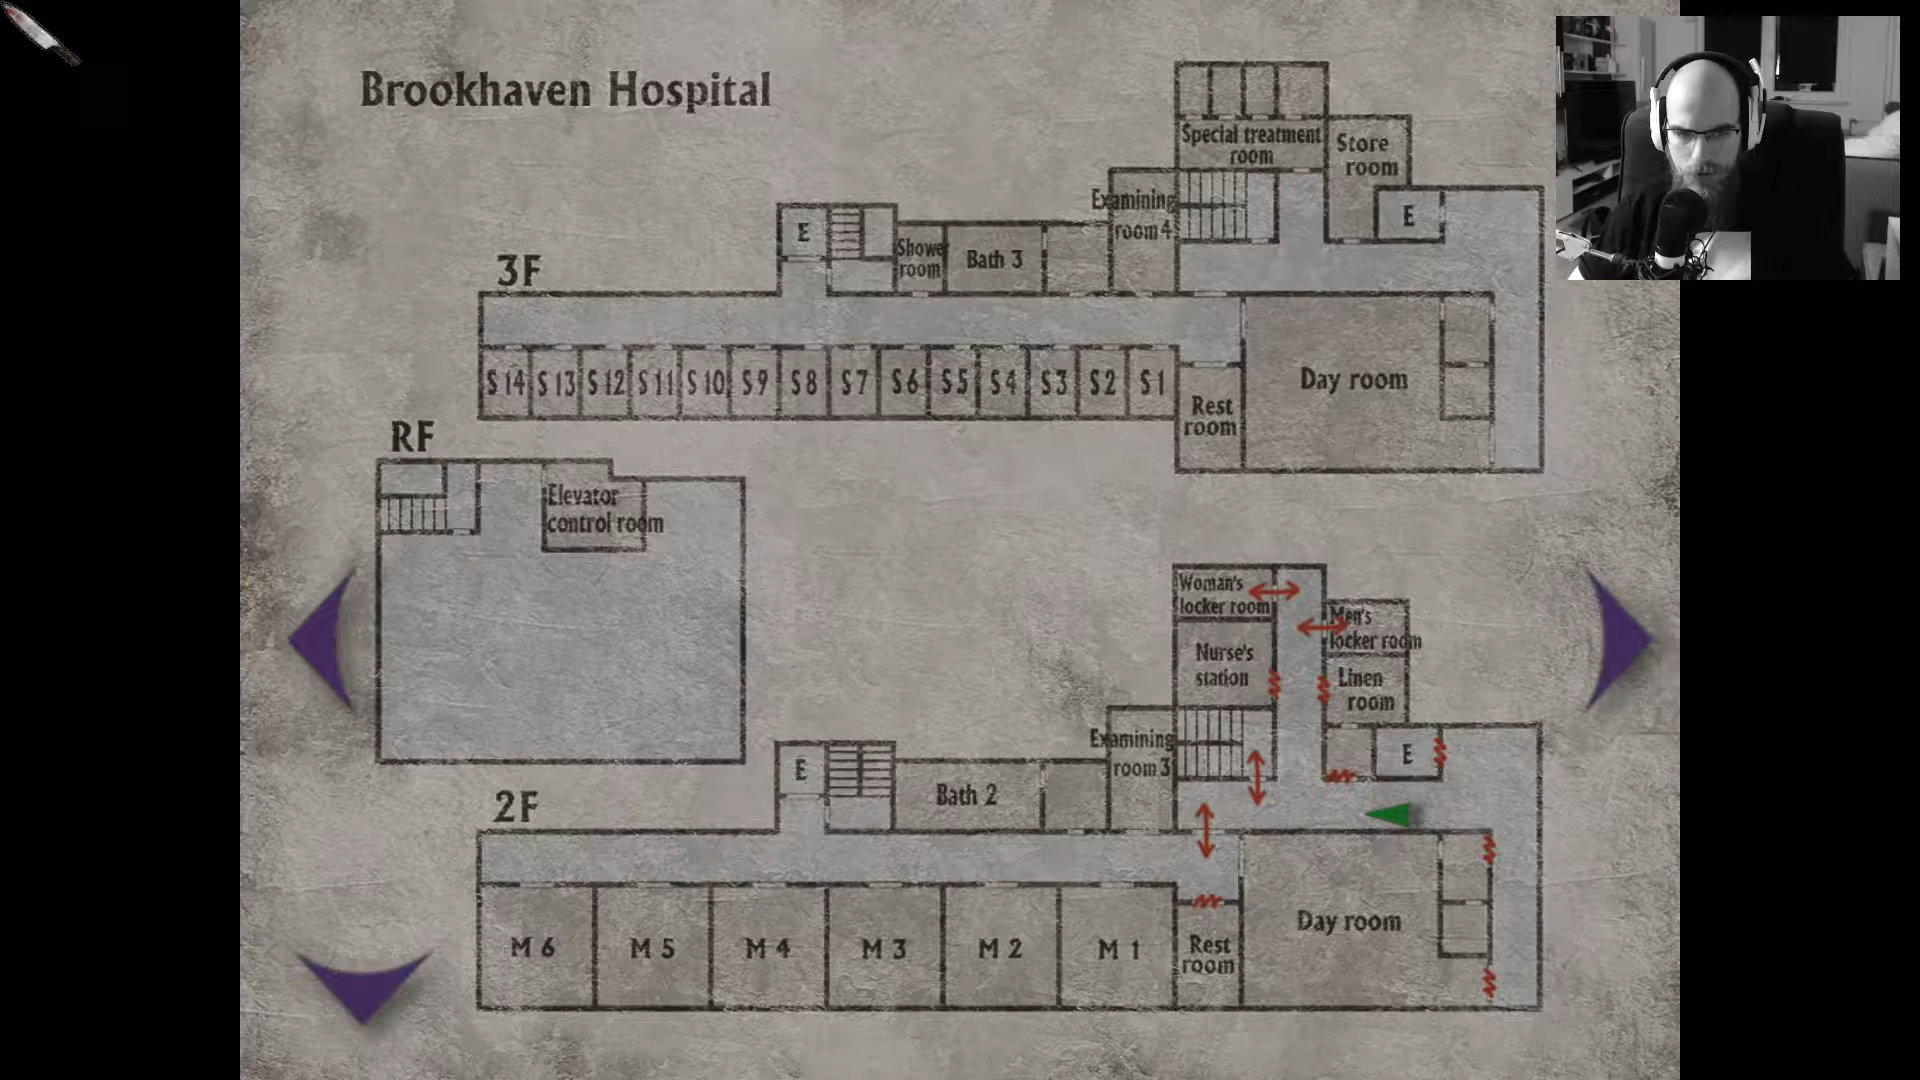 Brookhaven Hospital
Special treatment
room
Store
room
Examining
room 4
E
E
Showe
room
Bath 3
3F
S 14
S 13
S 12
S 11
S 10
S 9
S 8
S 7
S 6
S 5
S 4
S 3
S 2
S 1
Rest
room
Day room
RF
Elevator
control room
Woman's
locker room
Men's
locker room
Nurse's
station
Linen
room
Examining
room 3
E
E
Bath 2
2F
M 6
M 5
M 4
M 3
M 2
M 1
Rest
room
Day room